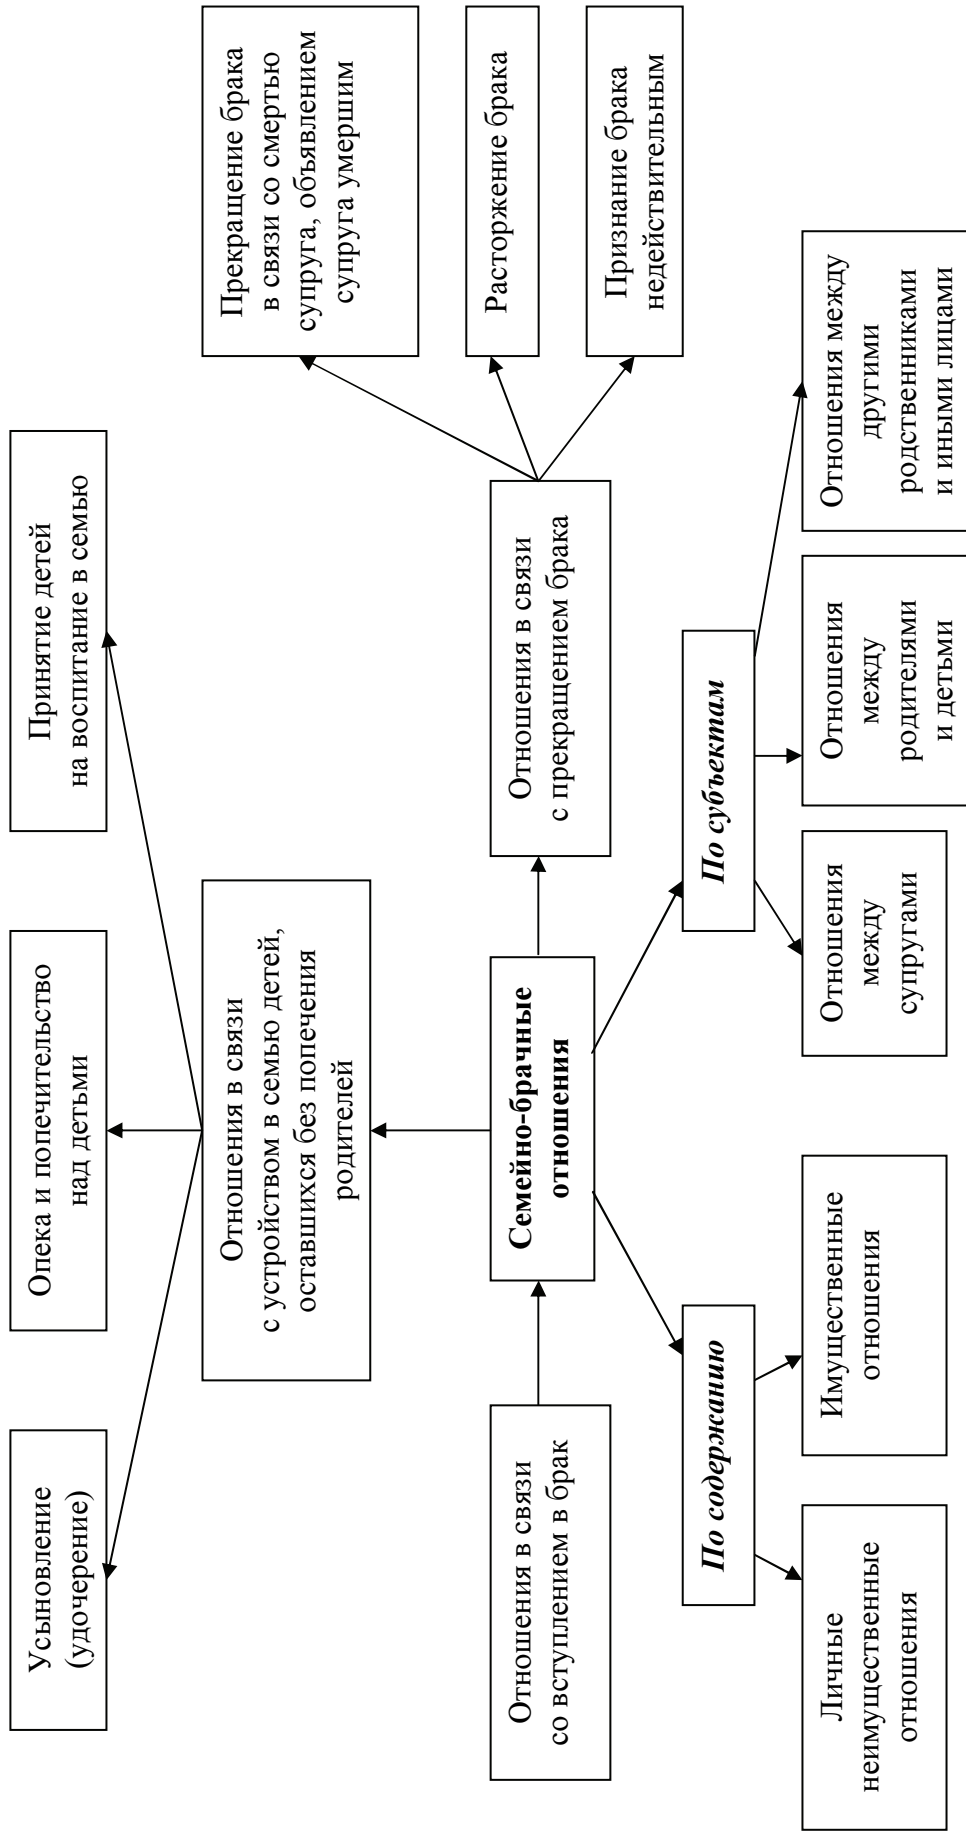 Усыновление
(удочерение)
Опека и попечительство
над детьми
Принятие детей
на воспитание в семью
Отношения в связи
с устройством в семью детей,
оставшихся без попечения
родителей
Прекращение брака
в связи со смертью
супруга, объявлением
супруга умершим
Отношения в связи
со вступлением в брак
Семейно-брачные
отношения
Отношения в связи
с прекращением брака
Расторжение брака
Признание брака
недействительным
По содержанию
По субъектам
Личные
неимущественные
отношения
Имущественные
отношения
Отношения
между
супругами
Отношения
между
родителями
и детьми
Отношения между
другими
родственниками
и иными лицами